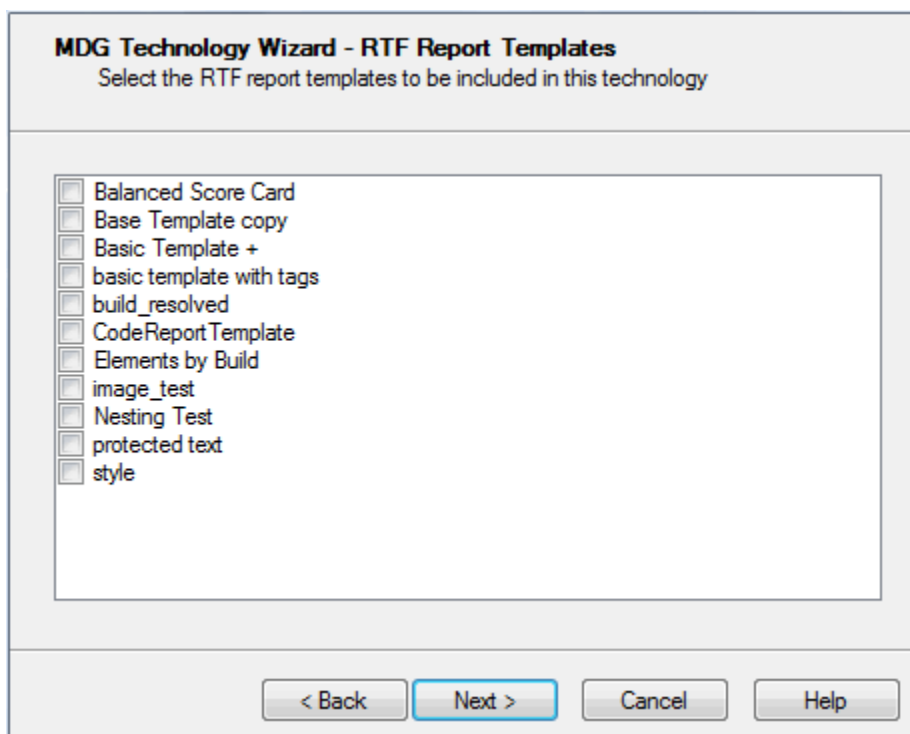 MDG Technology Wizard - RTF Report Templates
Select the RTF report templates to be included in this technology
Balanced Score Card
Base Template copy
Basic Template +
basic template with tags
build_resolved
CodeReportTemplate
Elements by Build
image_test
Nesting Test
protected text
style
< Back Next > Cancel Help